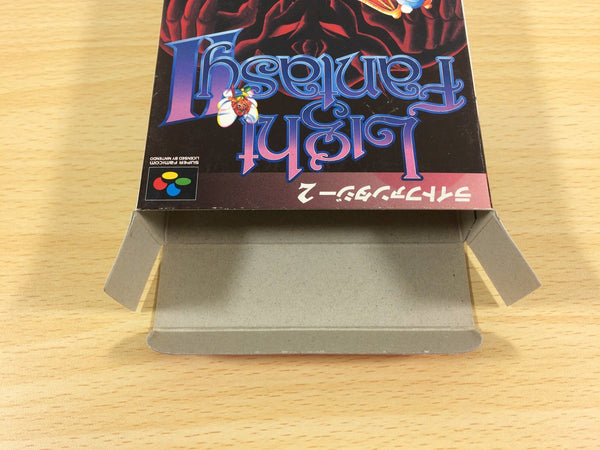 ライトファンタジー2
Light
Fantasy II
SUPER FAMICOM
LICENSED BY NINTENDO